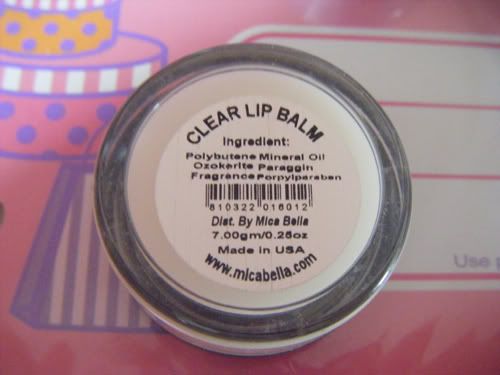 CLEAR LIP BALM
Ingredient:
Polybutene Mineral Oil
Ozokerite Paraggin
Fragrance Porpylparaben
810322 016012
Dist. By Mica Bella
7.00gm/0.25oz
Made in USA
www.micabella.com
Use